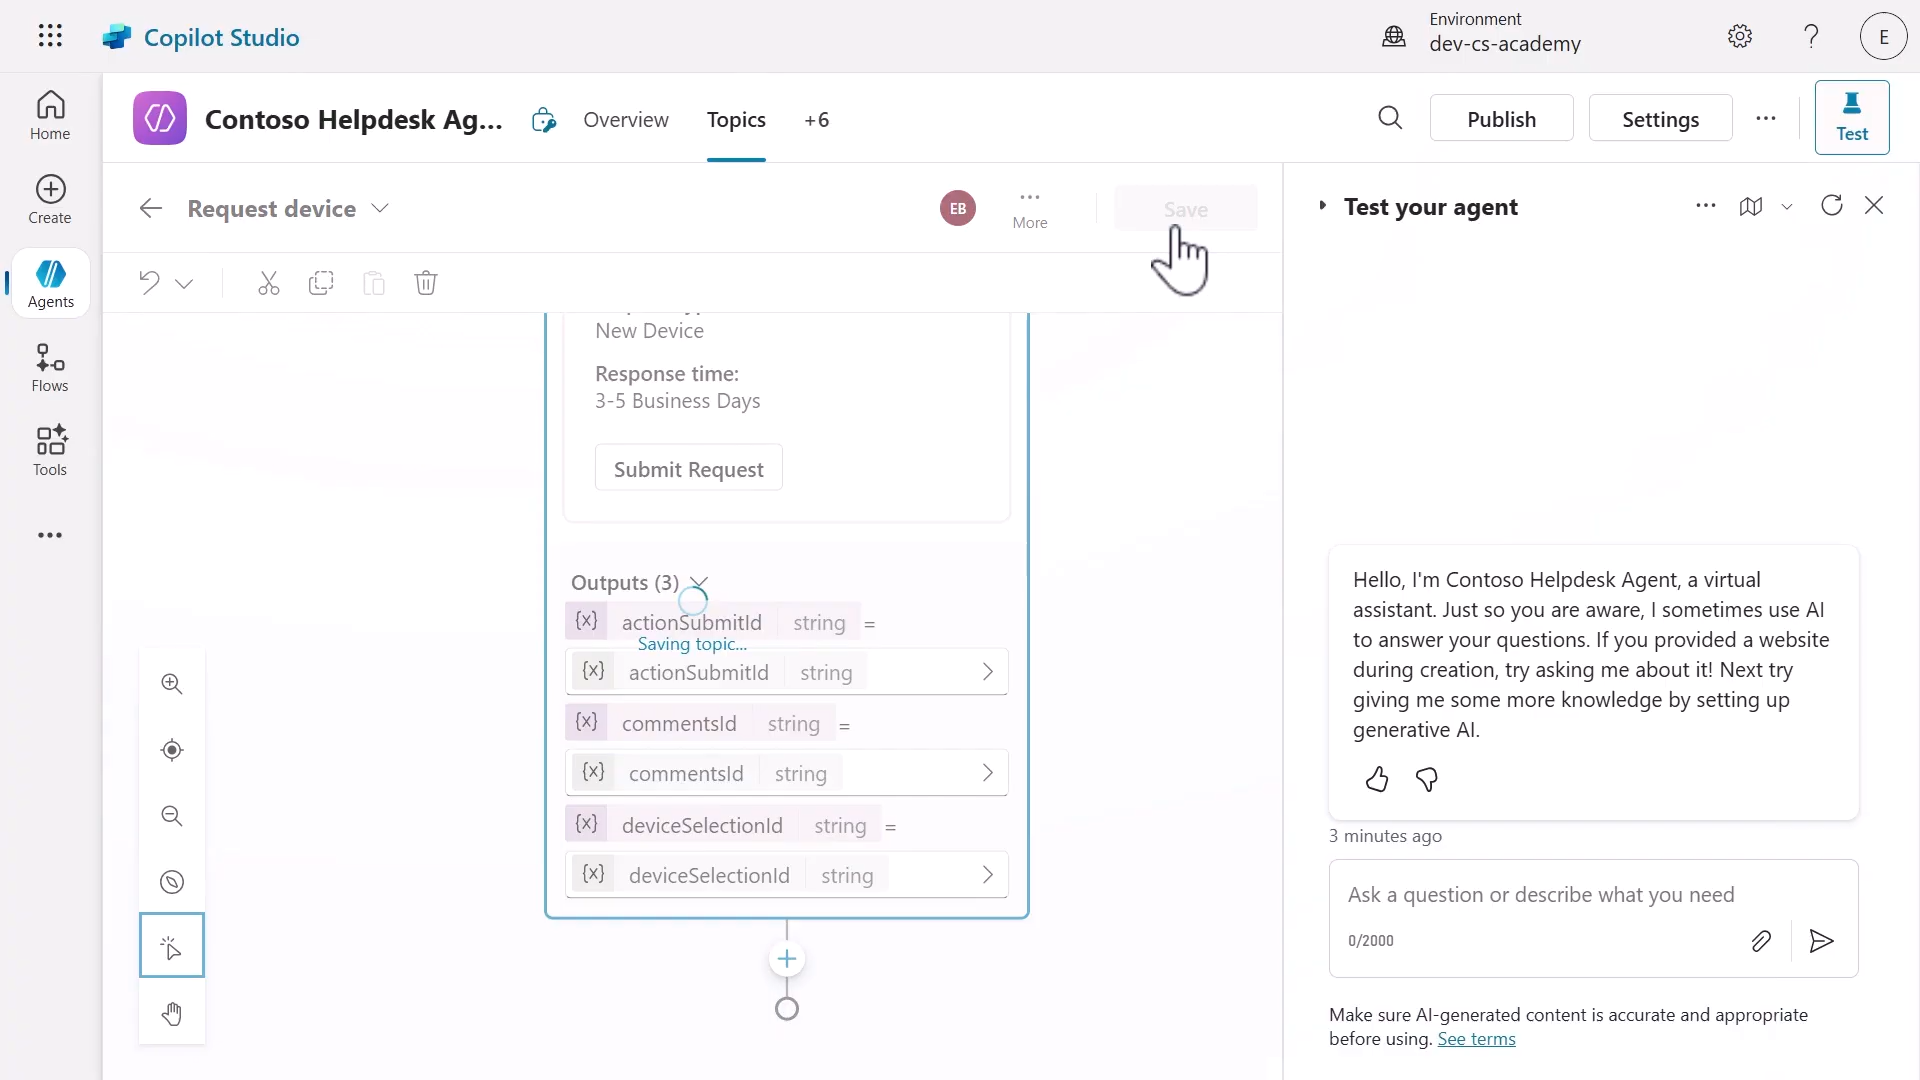 Copilot Studio
Environment
dev-cs-academy
E
Home
Create
Agents
Flows
Tools
Contoso Helpdesk Ag...
Overview
Topics
+6
Publish
Settings
Test
Request device
EB
More
Save
New Device
Response time:
3-5 Business Days
Submit Request
Outputs (3)
{x} actionSubmitId string =
Saving topic...
{x} actionSubmitId string
{x} commentsId string =
{x} commentsId string
{x} deviceSelectionId string =
{x} deviceSelectionId string
Test your agent
Hello, I'm Contoso Helpdesk Agent, a virtual
assistant. Just so you are aware, I sometimes use AI
to answer your questions. If you provided a website
during creation, try asking me about it! Next try
giving me some more knowledge by setting up
generative AI.
3 minutes ago
Ask a question or describe what you need
0/2000
Make sure AI-generated content is accurate and appropriate
before using. See terms